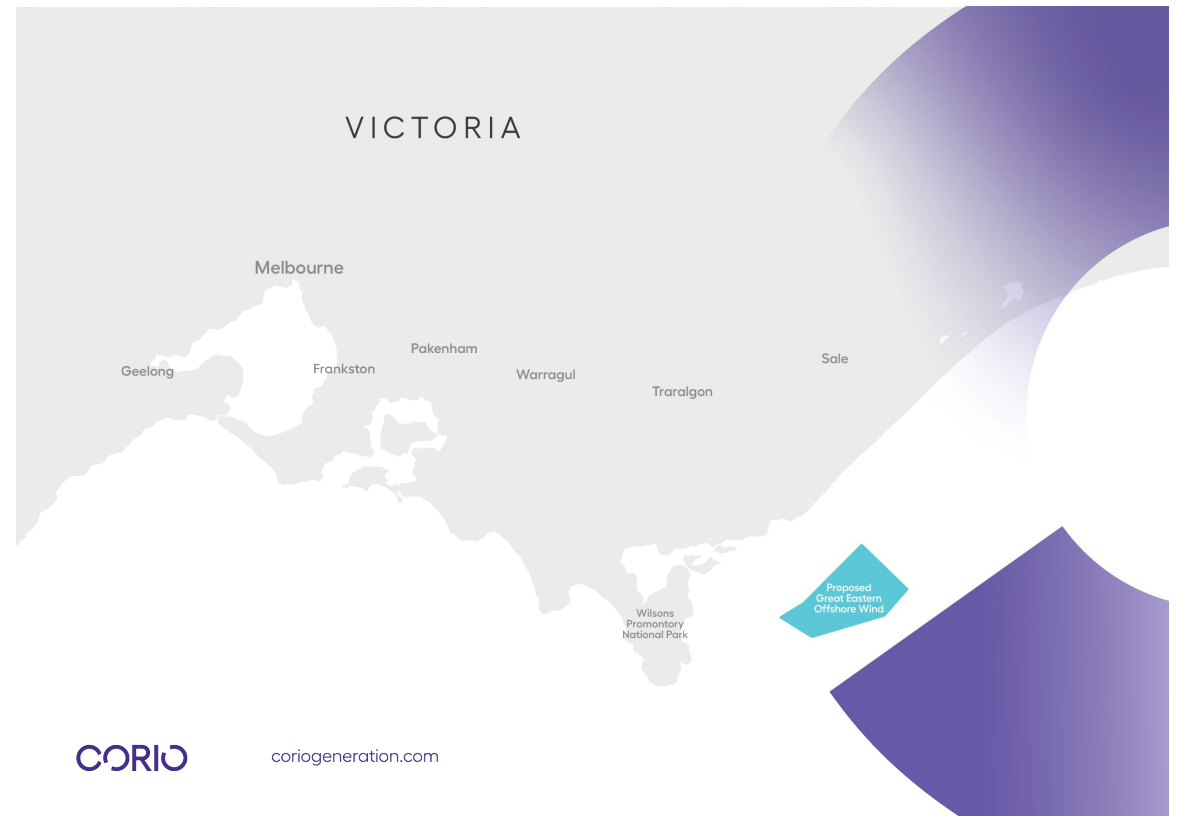 VICTORIA
Melbourne
Pakenham
Sale
Geelong
Frankston
Warragul
Traralgon
Proposed
Great Eastern
Offshore Wind
Wilsons
Promontory
National Park
CORIO
coriogeneration.com